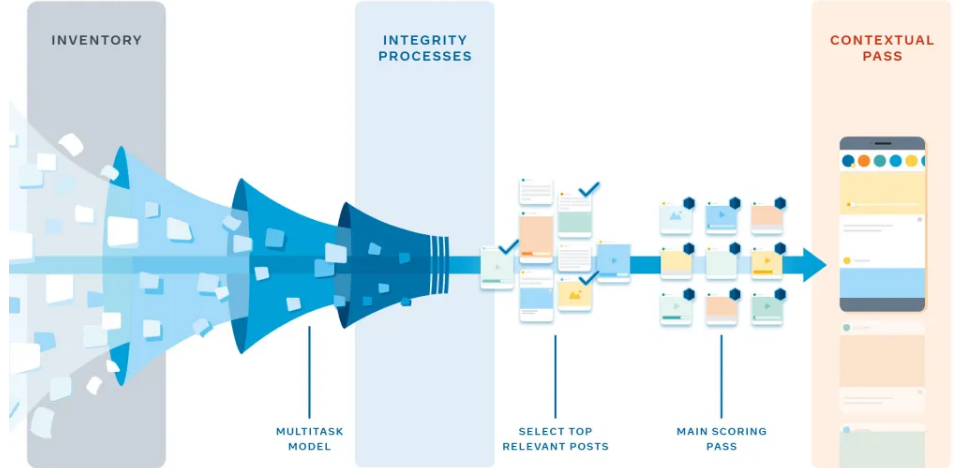 INVENTORY
INTEGRITY
PROCESSES
CONTEXTUAL
PASS
MULTITASK
MODEL
SELECT TOP
RELEVANT POSTS
MAIN SCORING
PASS